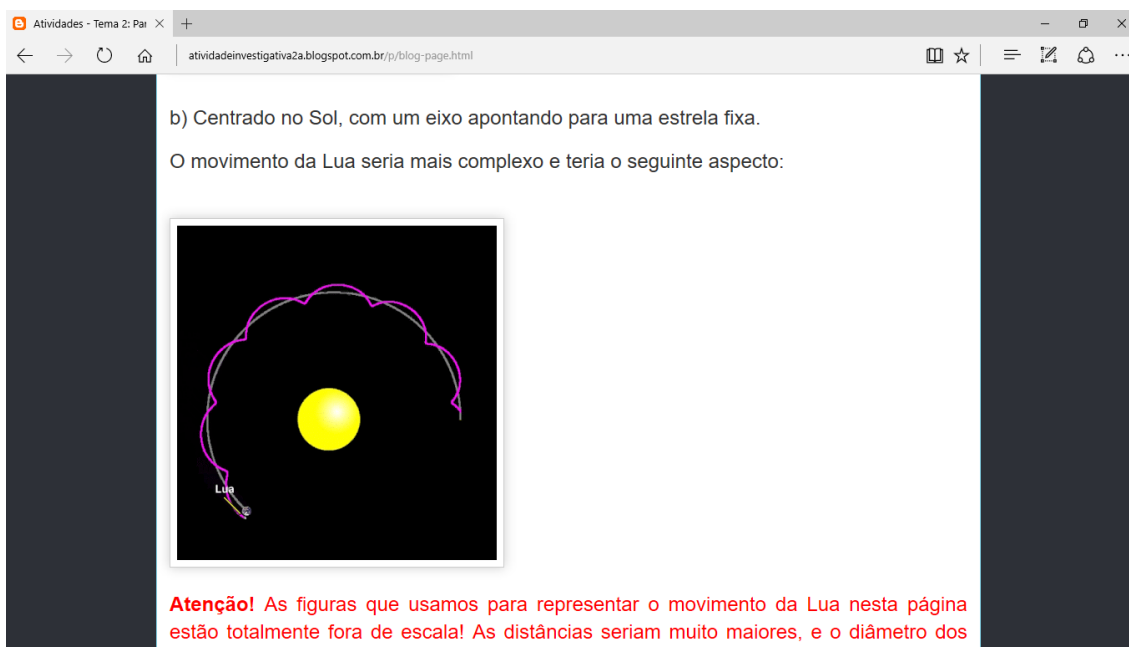 Atividades - Tema 2: Par
atividadeinvestigativa2a.blogspot.com.br/p/blog-page.html
b) Centrado no Sol, com um eixo apontando para uma estrela fixa.
O movimento da Lua seria mais complexo e teria o seguinte aspecto:
Lua
Atenção! As figuras que usamos para representar o movimento da Lua nesta página
estão totalmente fora de escala! As distâncias seriam muito maiores, e o diâmetro dos